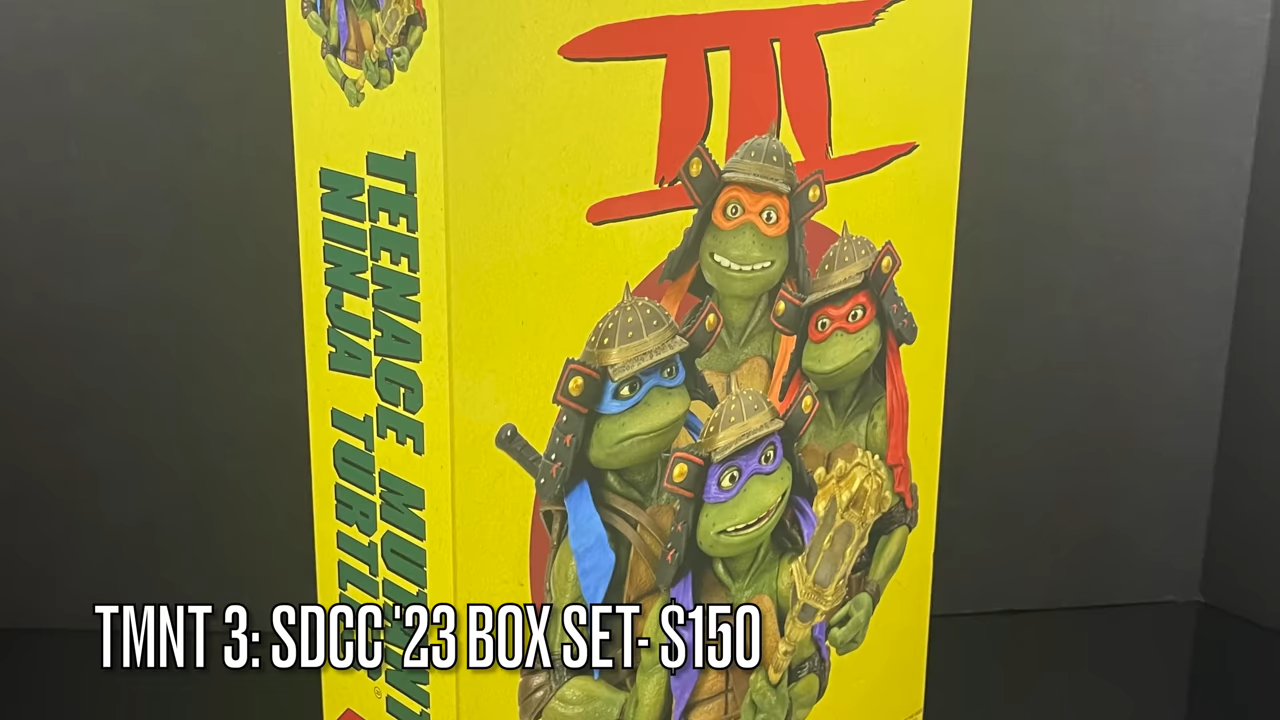 III
TEENAGE MUTANT
NINJA TURTLES®
TMNT 3: SDCC '23 BOX SET- $150